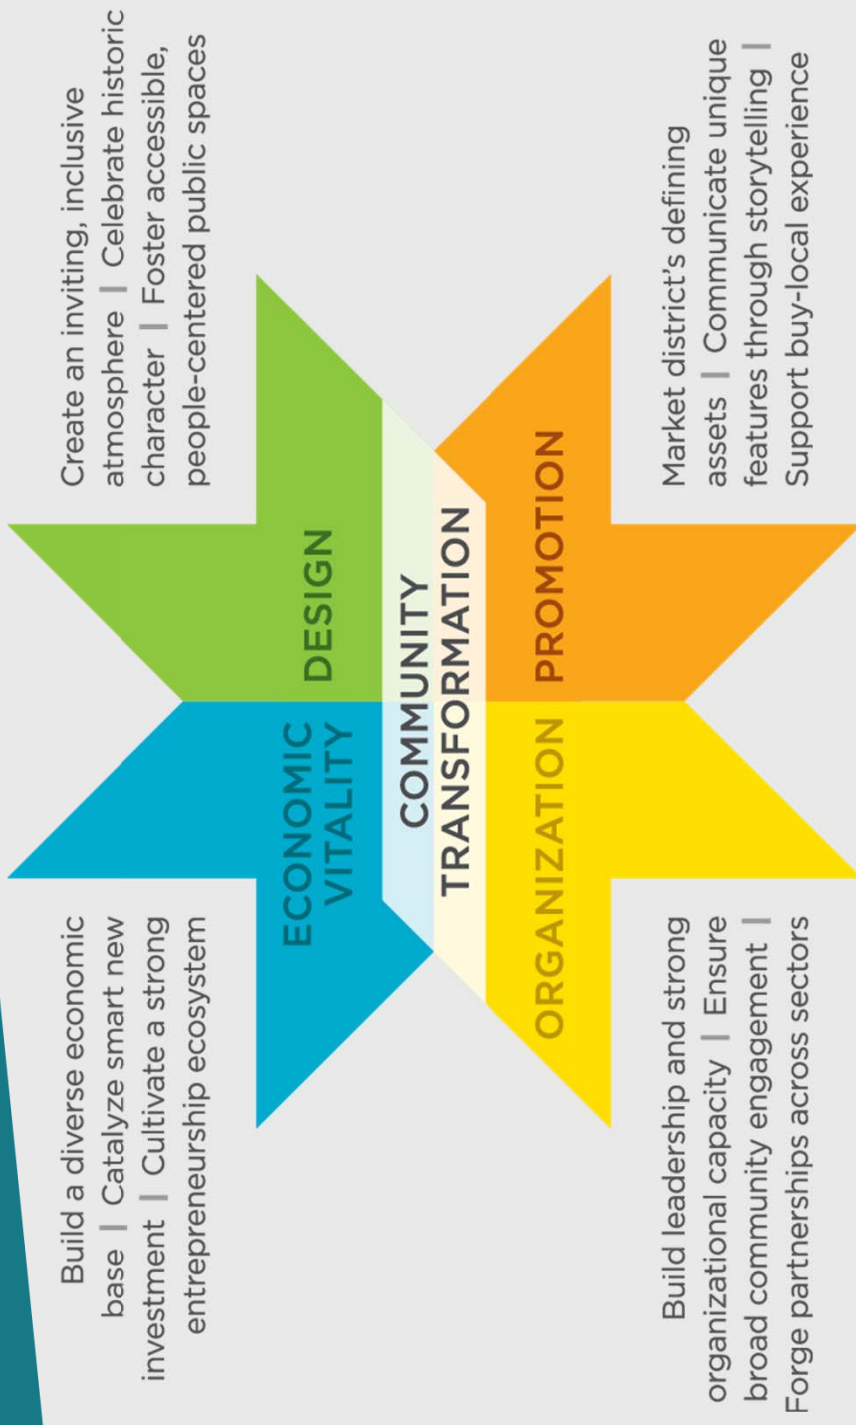 Build a diverse economic
base | Catalyze smart new
investment | Cultivate a strong
entrepreneurship ecosystem
Create an inviting, inclusive
atmosphere | Celebrate historic
character | Foster accessible,
people-centered public spaces
ECONOMIC
VITALITY
DESIGN
COMMUNITY
TRANSFORMATION
ORGANIZATION
PROMOTION
Build leadership and strong
organizational capacity | Ensure
broad community engagement |
Forge partnerships across sectors
Market district's defining
assets | Communicate unique
features through storytelling |
Support buy-local experience